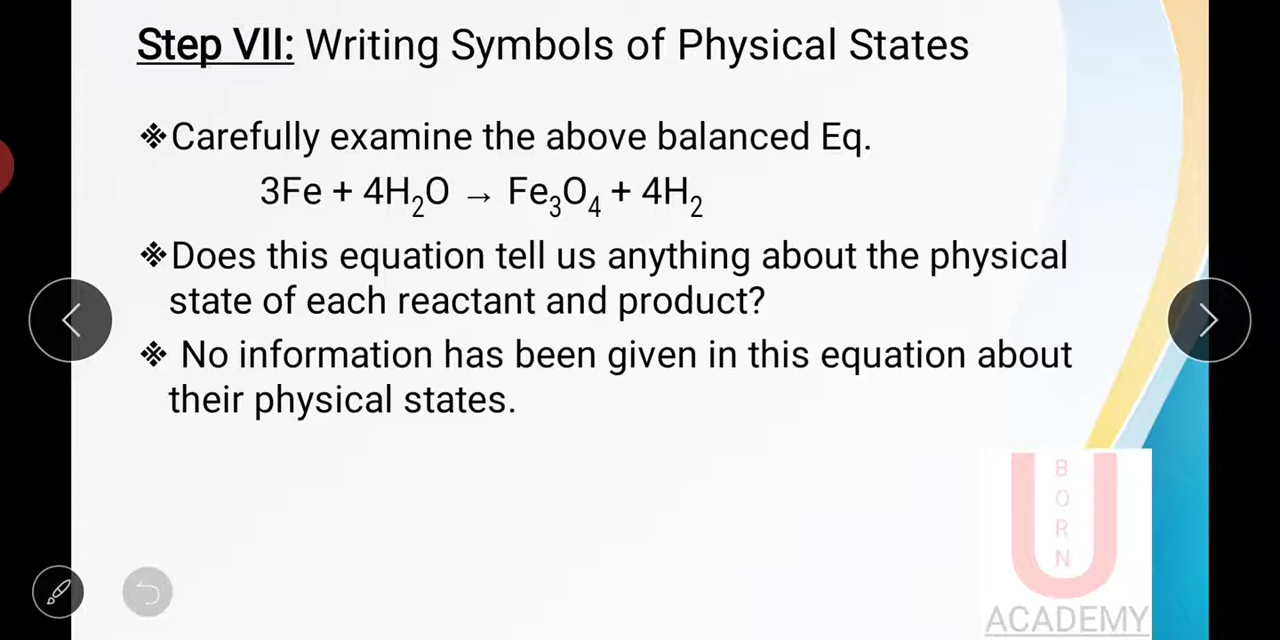 Step VII: Writing Symbols of Physical States
❖Carefully examine the above balanced Eq.
3Fe + 4H₂O → Fe₃O₄ + 4H₂
❖Does this equation tell us anything about the physical
state of each reactant and product?
❖ No information has been given in this equation about
their physical states.
U
BORN
ACADEMY